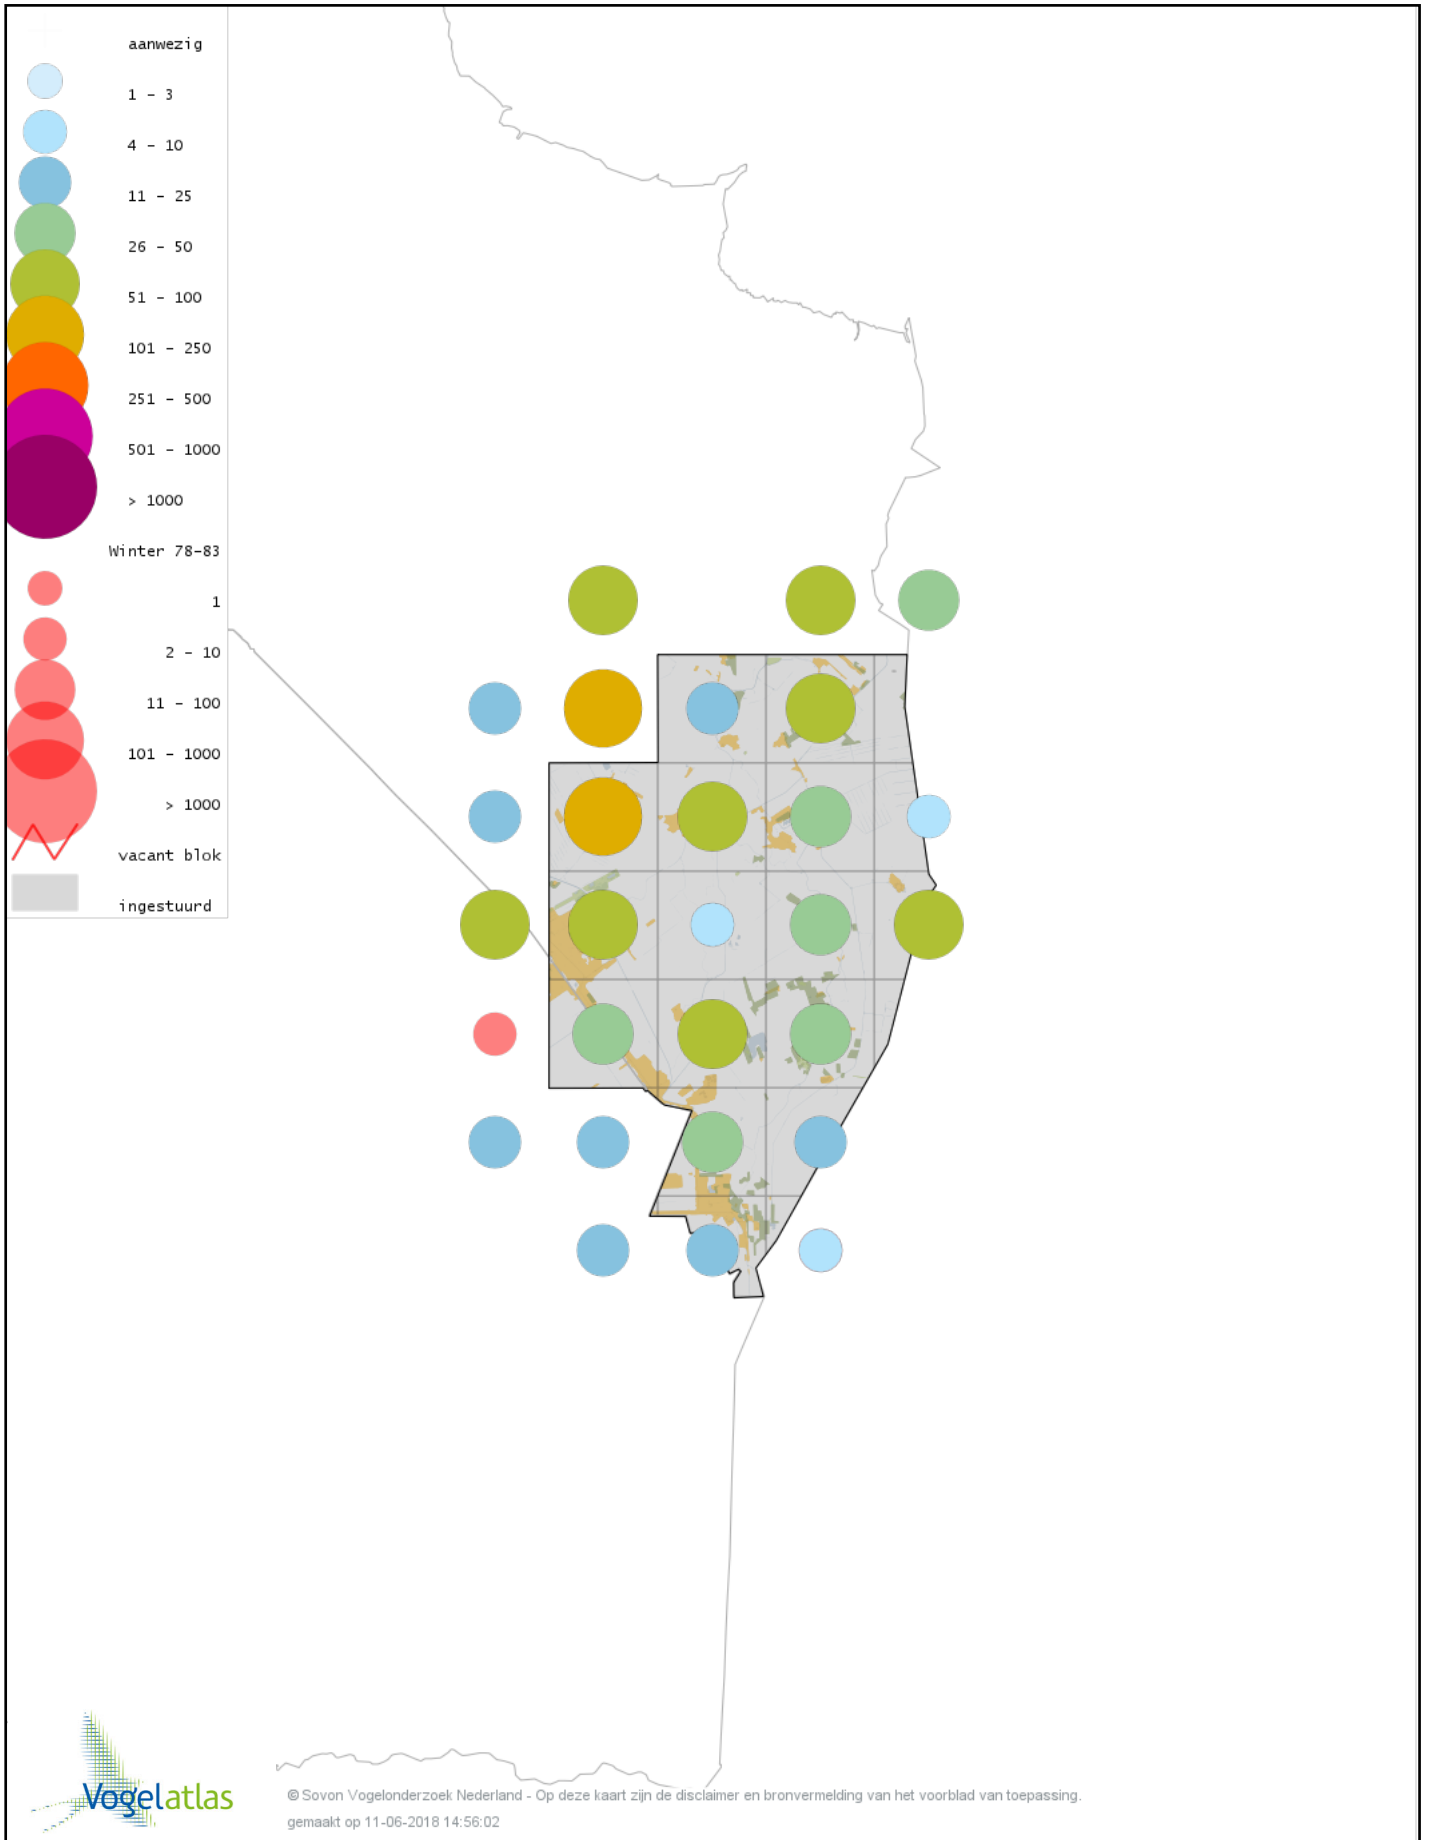 aanwezig
1 - 3
4 - 10
11 - 25
26 - 50
51 - 100
101 - 250
251 - 500
501 - 1000
> 1000
Winter 78-83
1
2 - 10
11 - 100
101 - 1000
> 1000
vacant blok
ingestuurd
Vogelatlas
© Sovon Vogelonderzoek Nederland - Op deze kaart zijn de disclaimer en bronvermelding van het voorblad van toepassing.
gemaakt op 11-06-2018 14:56:02